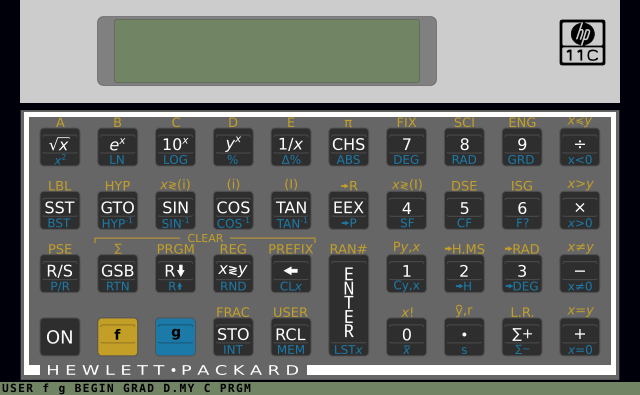 hp
11C
A B C D E π FIX SCI ENG x≤y
√x eˣ 10ˣ yˣ 1/x CHS 7 8 9 ÷
x² LN LOG % Δ% ABS DEG RAD GRD x<0
LBL HYP x≷(i) (i) (I) →R x≷(I) DSE ISG x>y
SST GTO SIN COS TAN EEX 4 5 6 ×
BST HYP⁻¹ SIN⁻¹ COS⁻¹ TAN⁻¹ →P SF CF F? x>0
CLEAR
PSE Σ PRGM REG PREFIX RAN# Py,x →H.MS →RAD x≠y
R/S GSB R⬇ x≷y ← ENTER 1 2 3 −
P/R RTN R⬆ RND CLx Cy,x →H →DEG x≠0
FRAC USER x! ŷ,r L.R. x=y
ON f g STO RCL 0 • Σ+ +
INT MEM LSTx x̄ s Σ− x=0
HEWLETT•PACKARD
USER f g BEGIN GRAD D.MY C PRGM